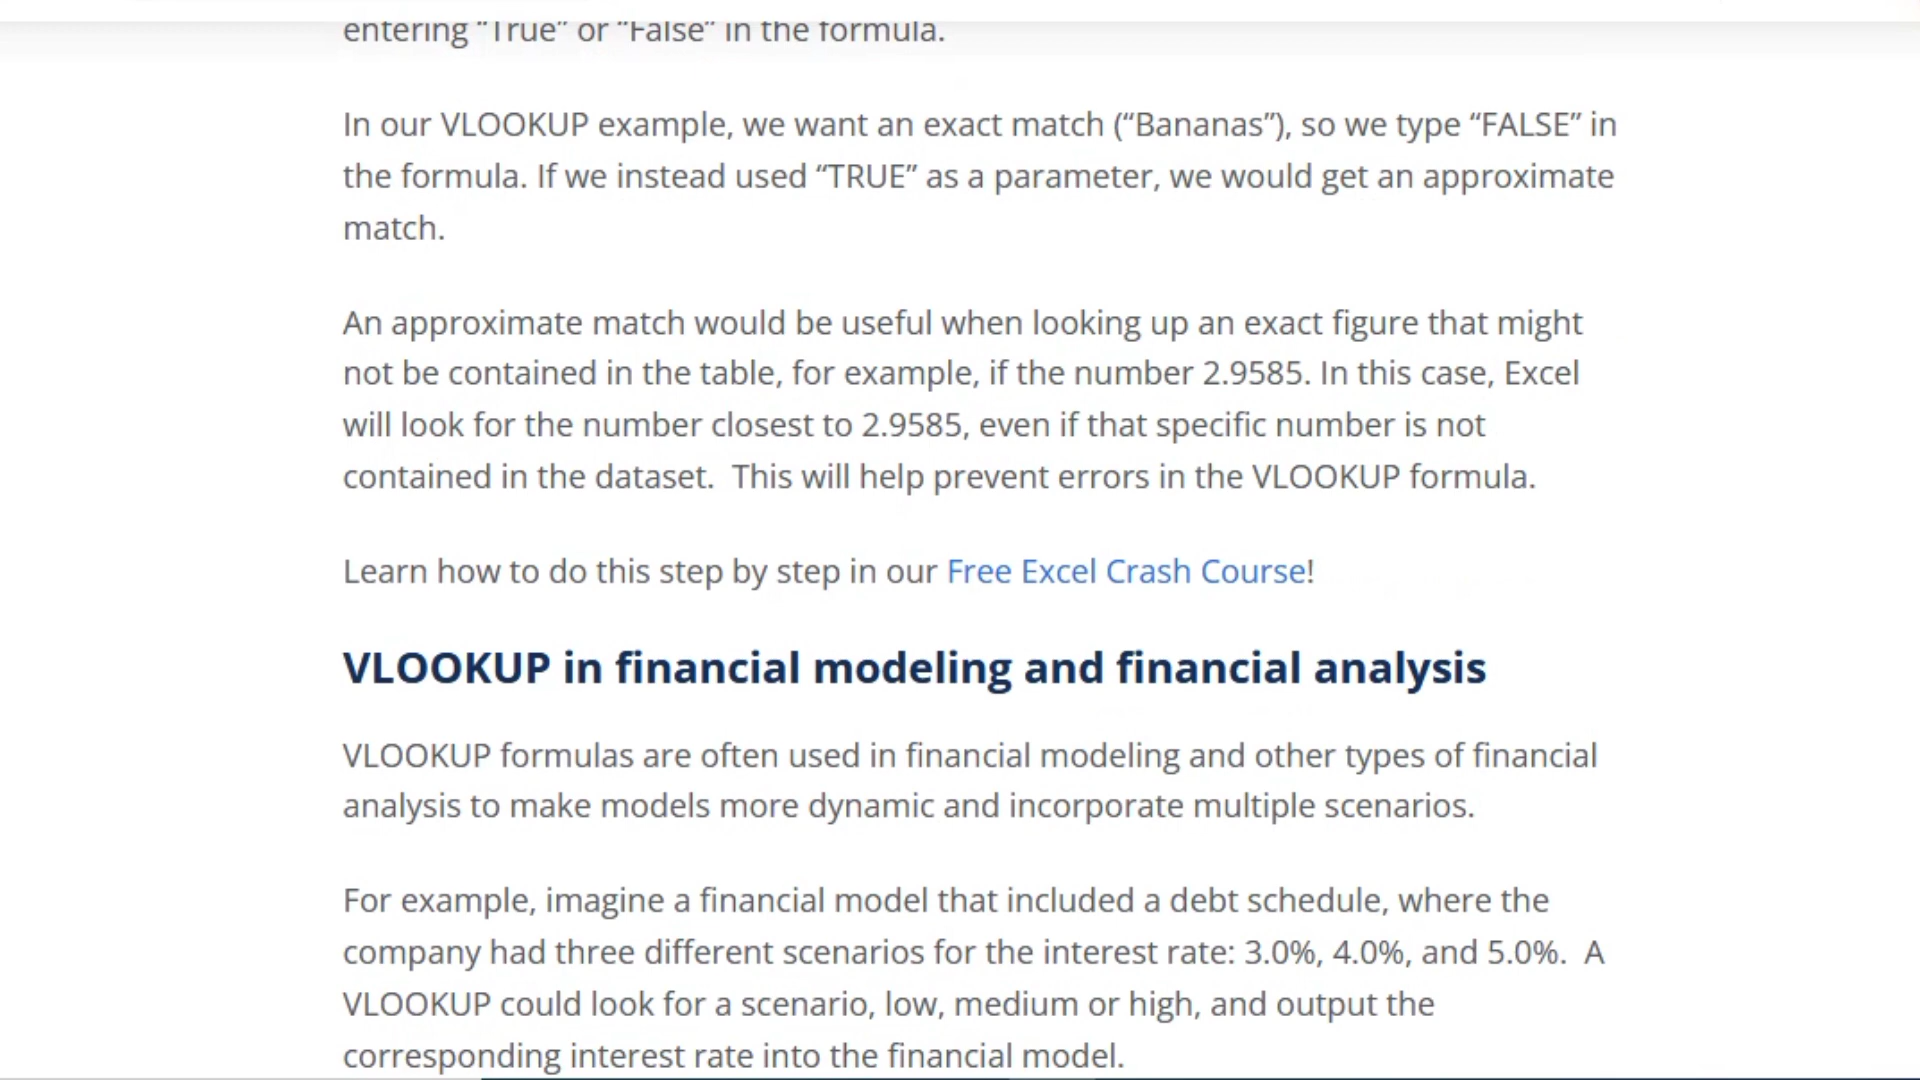 entering “True” or “False” in the formula.
In our VLOOKUP example, we want an exact match (“Bananas”), so we type “FALSE” in
the formula. If we instead used “TRUE” as a parameter, we would get an approximate
match.
An approximate match would be useful when looking up an exact figure that might
not be contained in the table, for example, if the number 2.9585. In this case, Excel
will look for the number closest to 2.9585, even if that specific number is not
contained in the dataset.  This will help prevent errors in the VLOOKUP formula.
Learn how to do this step by step in our Free Excel Crash Course!
VLOOKUP in financial modeling and financial analysis
VLOOKUP formulas are often used in financial modeling and other types of financial
analysis to make models more dynamic and incorporate multiple scenarios.
For example, imagine a financial model that included a debt schedule, where the
company had three different scenarios for the interest rate: 3.0%, 4.0%, and 5.0%.  A
VLOOKUP could look for a scenario, low, medium or high, and output the
corresponding interest rate into the financial model.